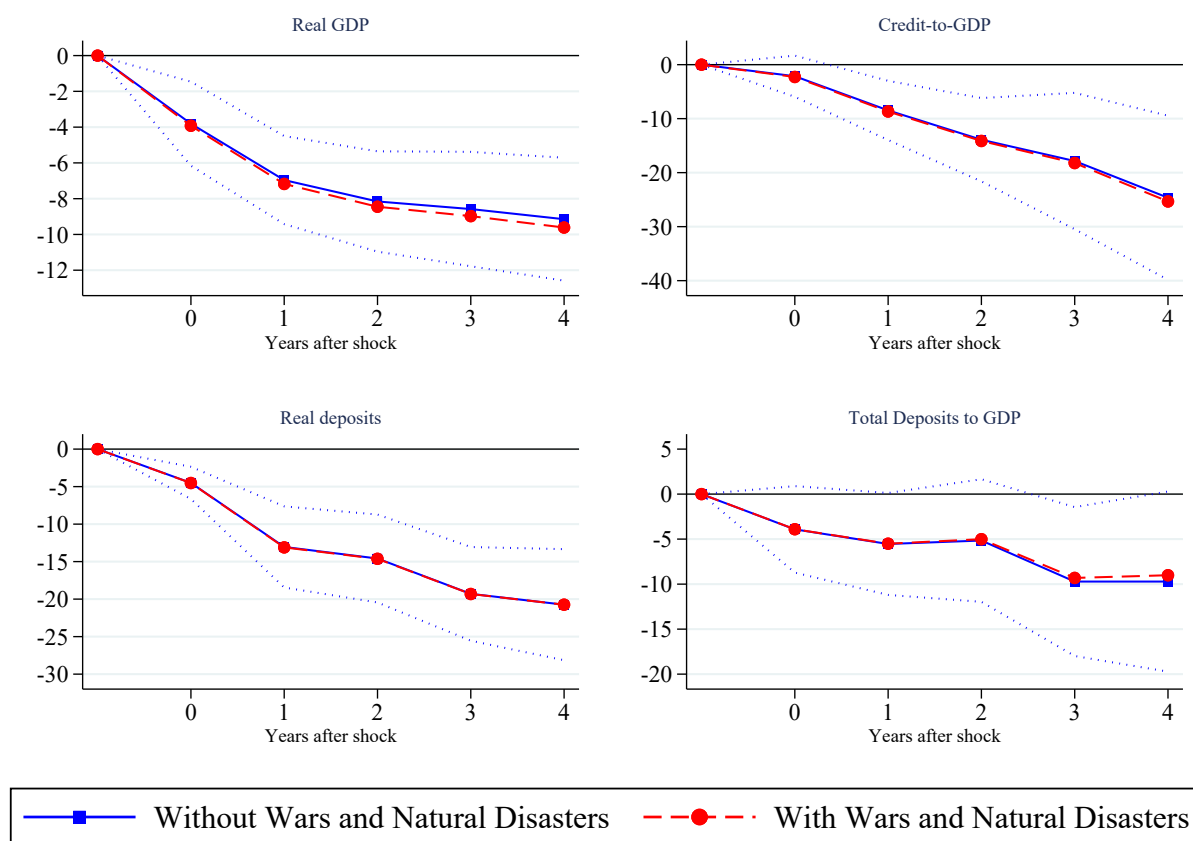 Real GDP
0
-2
-4
-6
-8
-10
-12
0 1 2 3 4
Years after shock
Credit-to-GDP
0
-10
-20
-30
-40
0 1 2 3 4
Years after shock
Real deposits
0
-5
-10
-15
-20
-25
-30
0 1 2 3 4
Years after shock
Total Deposits to GDP
5
0
-5
-10
-15
-20
0 1 2 3 4
Years after shock
Without Wars and Natural Disasters With Wars and Natural Disasters